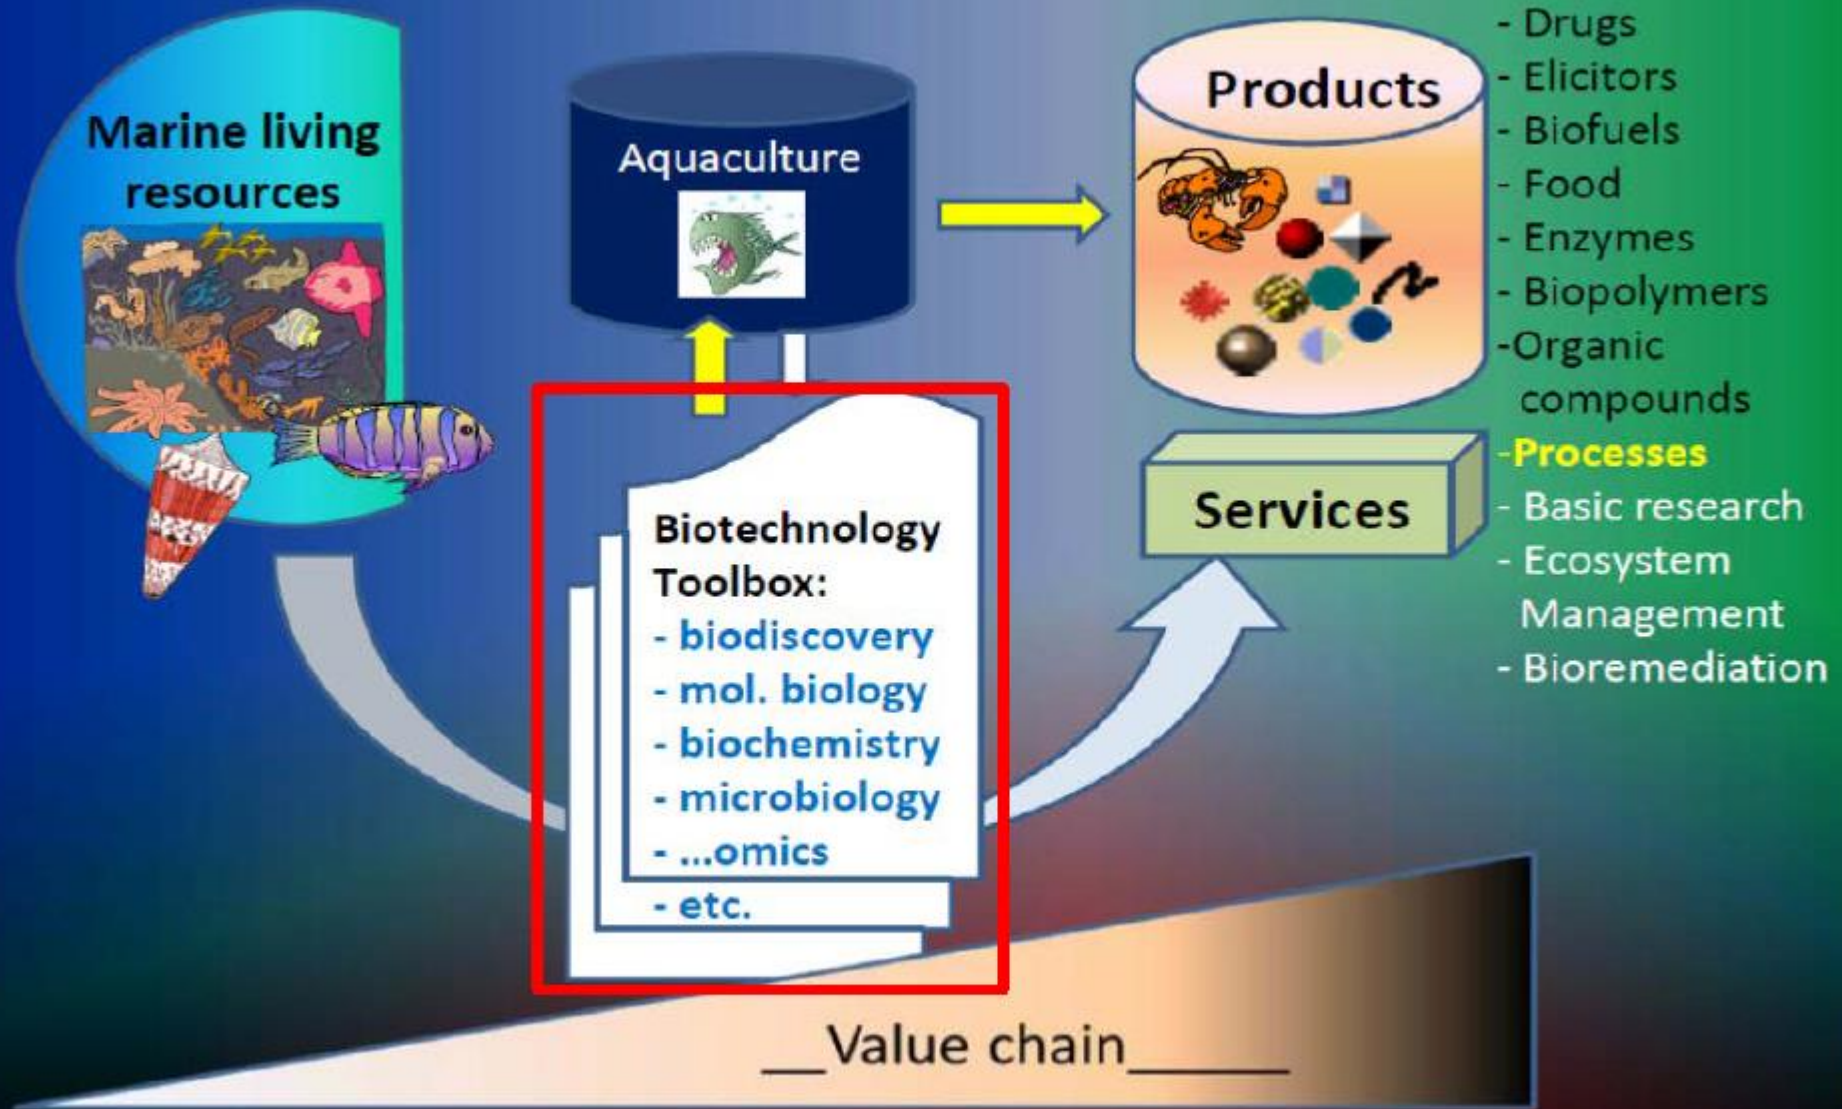 Marine living
resources
Aquaculture
Products
- Drugs
- Elicitors
- Biofuels
- Food
- Enzymes
- Biopolymers
-Organic
compounds
-Processes
- Basic research
- Ecosystem
Management
- Bioremediation
Services
Biotechnology
Toolbox:
- biodiscovery
- mol. biology
- biochemistry
- microbiology
- ...omics
- etc.
__Value chain_____